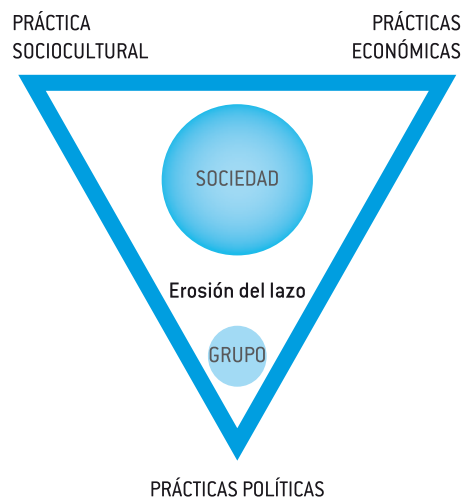 PRÁCTICA
SOCIOCULTURAL
PRÁCTICAS
ECONÓMICAS
SOCIEDAD
Erosión del lazo
GRUPO
PRÁCTICAS POLÍTICAS